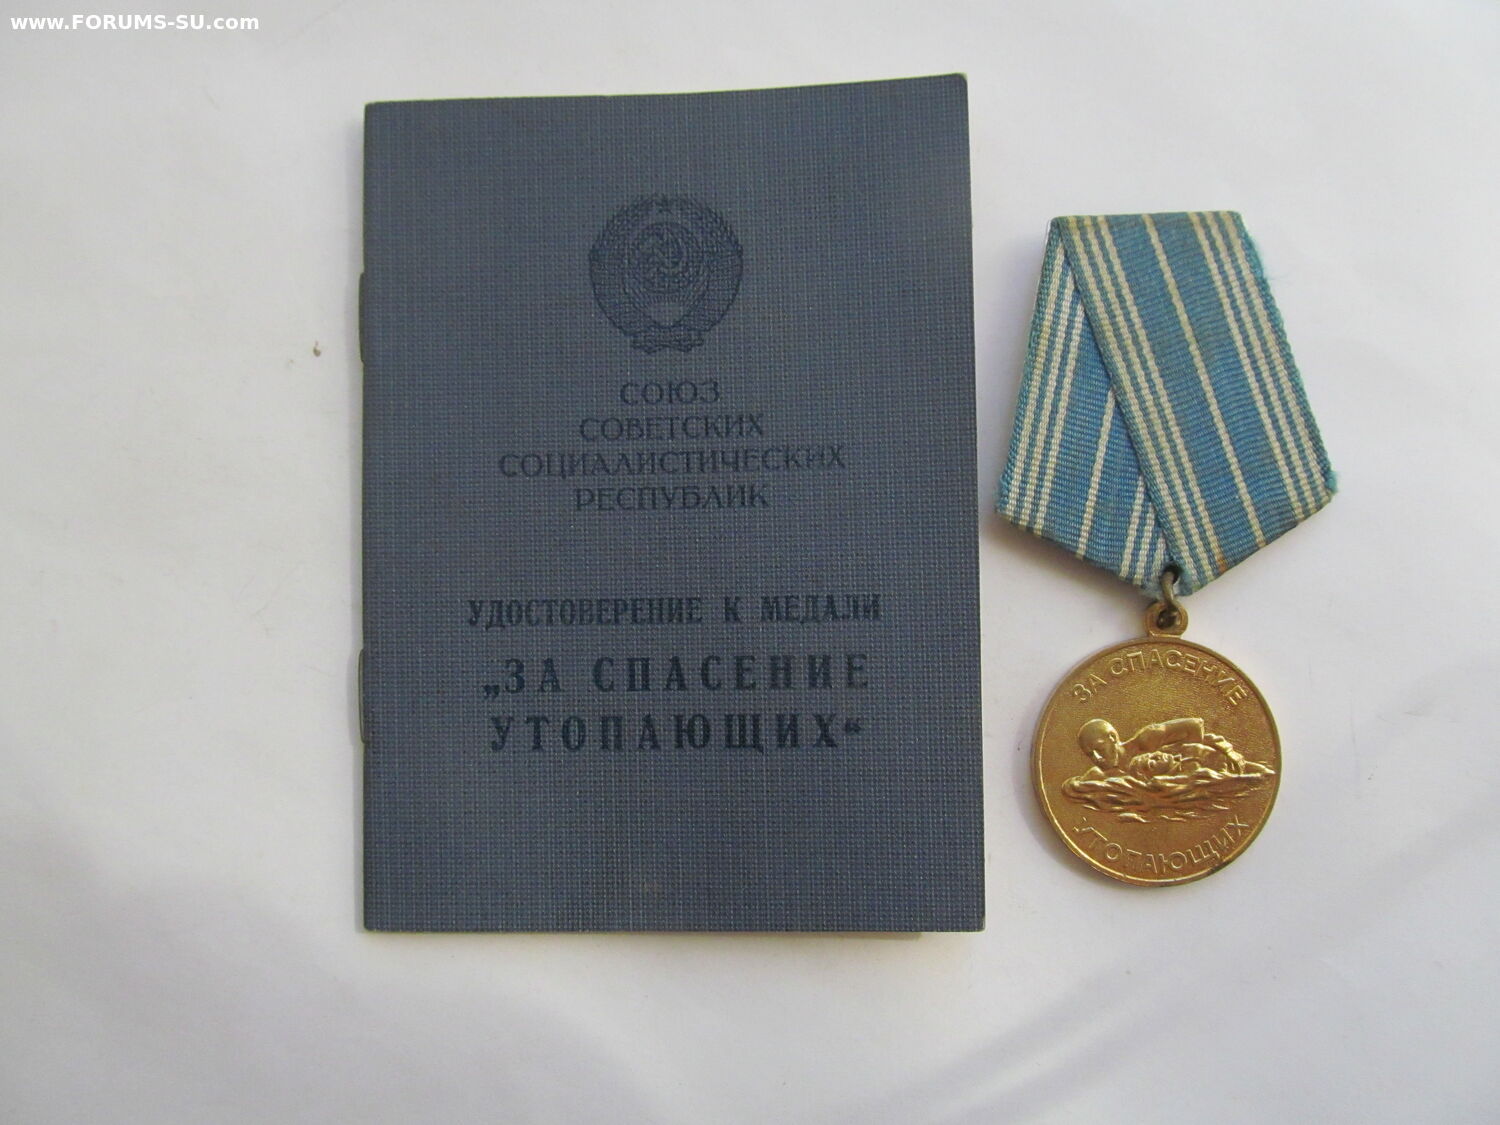 www.FORUMS-SU.com
СОЮЗ
СОВЕТСКИХ
СОЦИАЛИСТИЧЕСКИХ
РЕСПУБЛИК
УДОСТОВЕРЕНИЕ К МЕДАЛИ
„ЗА СПАСЕНИЕ
УТОПАЮЩИХ“
ЗА СПАСЕНИЕ
УТОПАЮЩИХ